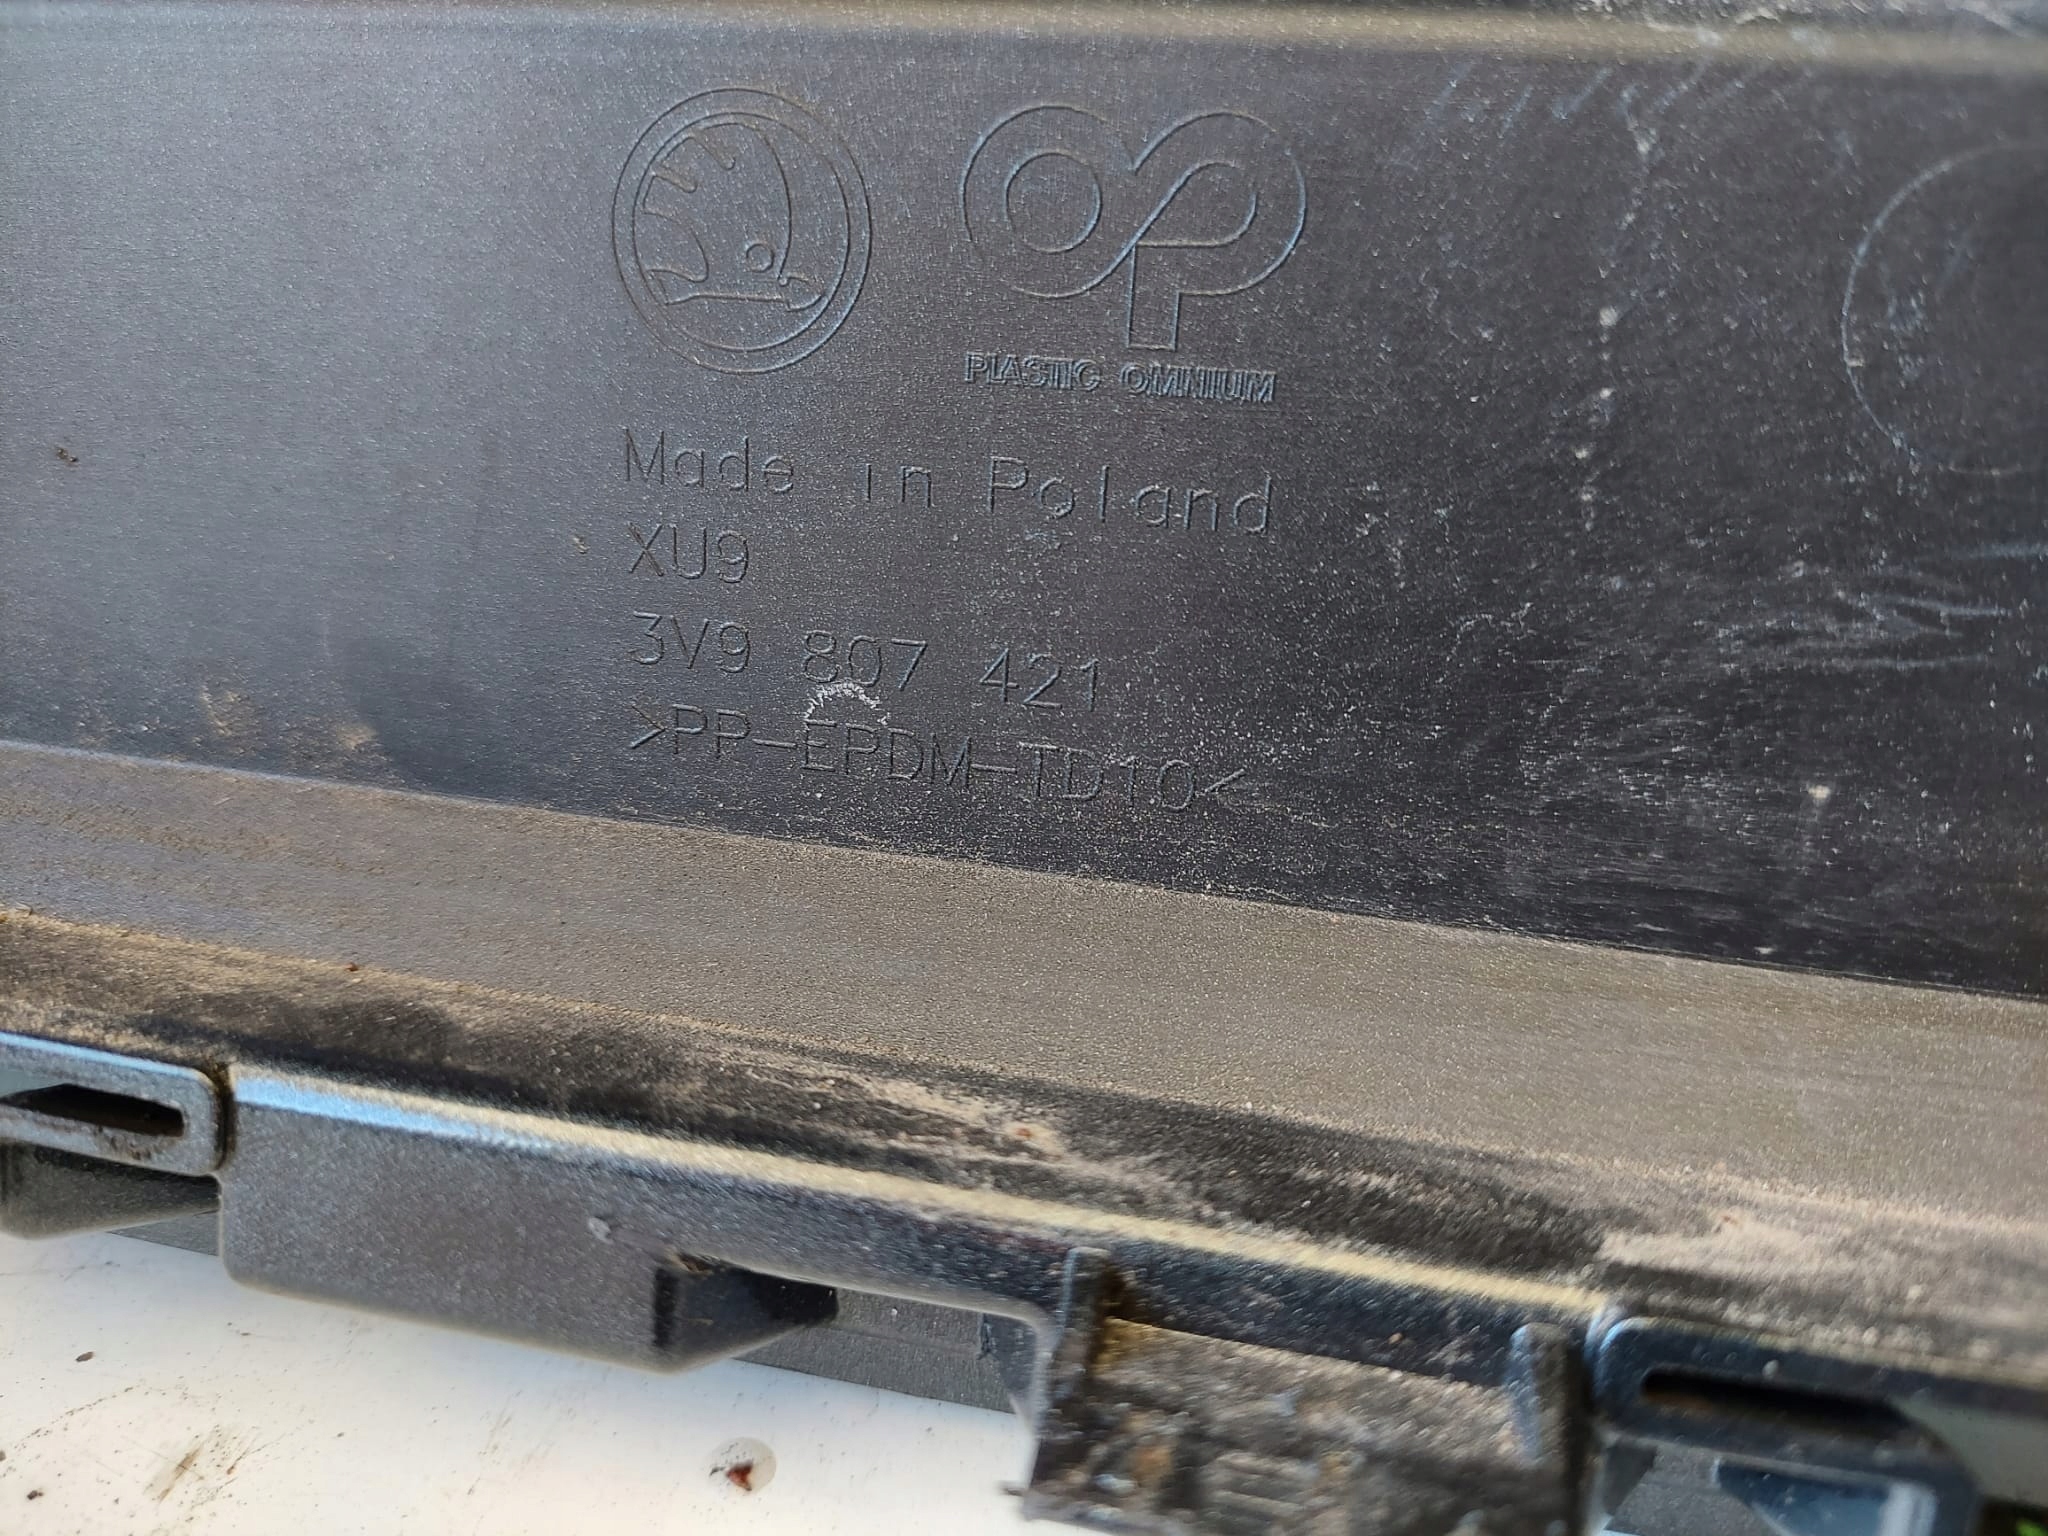 PLASTIC OMNIUM
Made in Poland
XU9
3V9 807 421
>PP-EPDM-TD10<